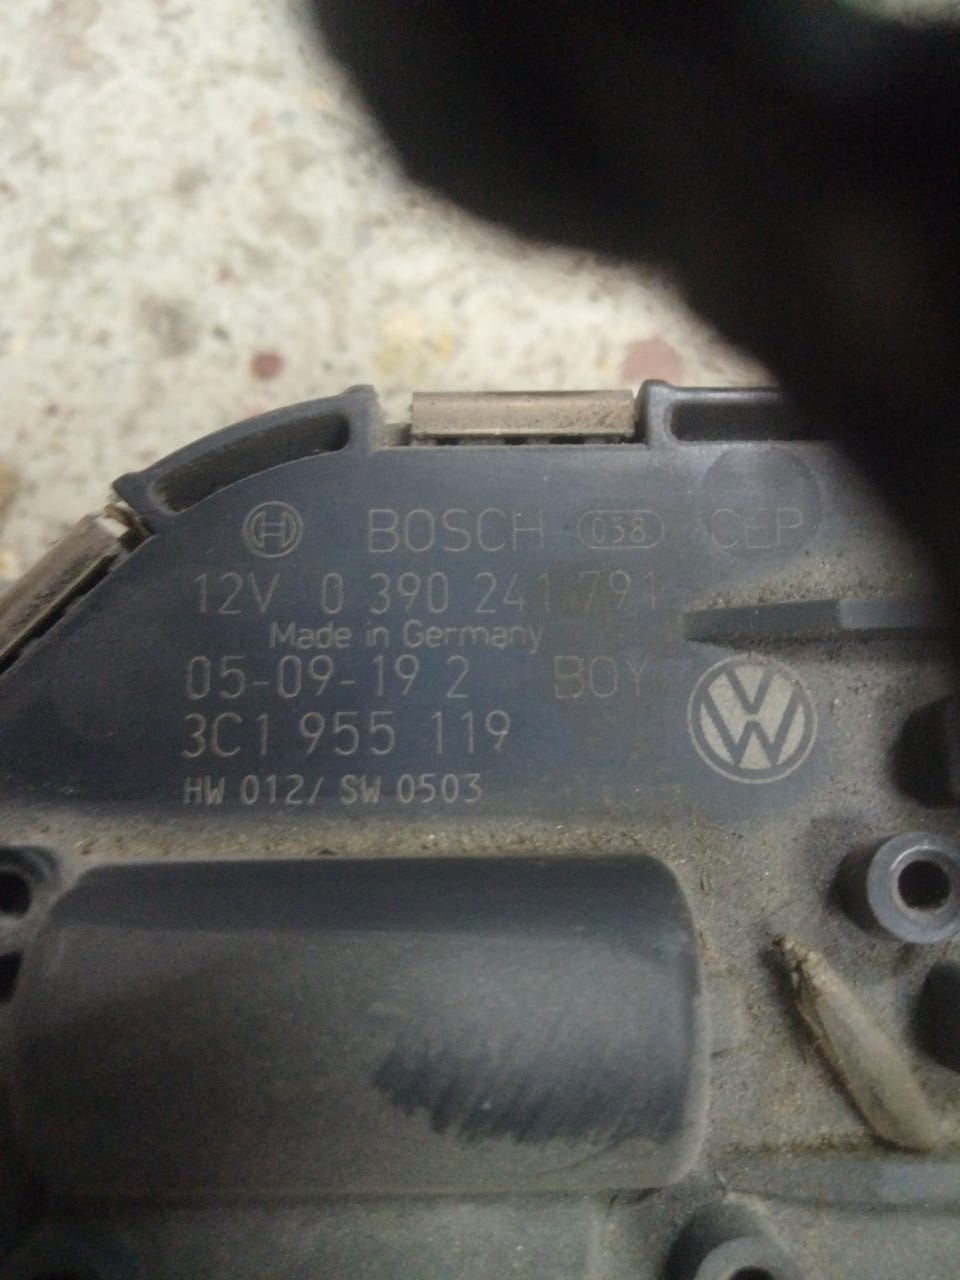 BOSCH 058 CEP
12V 0 390 241 791
Made in Germany
05-09-19 2 BOY
3C1 955 119
HW 012/ SW 0503